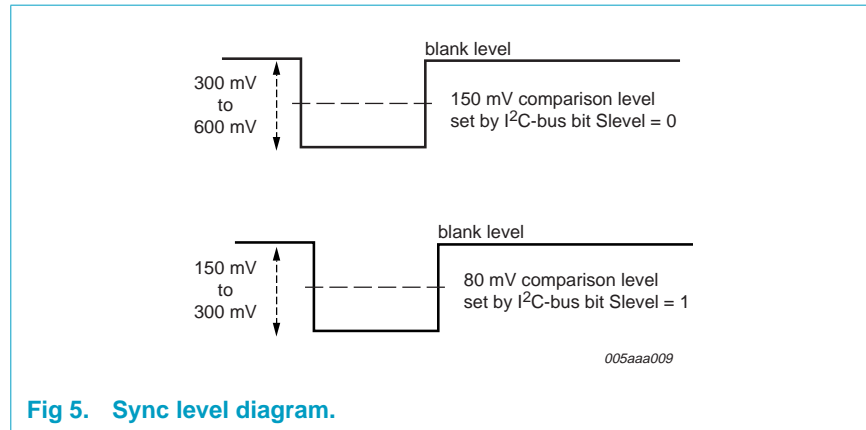 blank level
300 mV
to
600 mV
150 mV comparison level
set by I²C-bus bit Slevel = 0
blank level
150 mV
to
300 mV
80 mV comparison level
set by I²C-bus bit Slevel = 1
005aaa009
Fig 5. Sync level diagram.